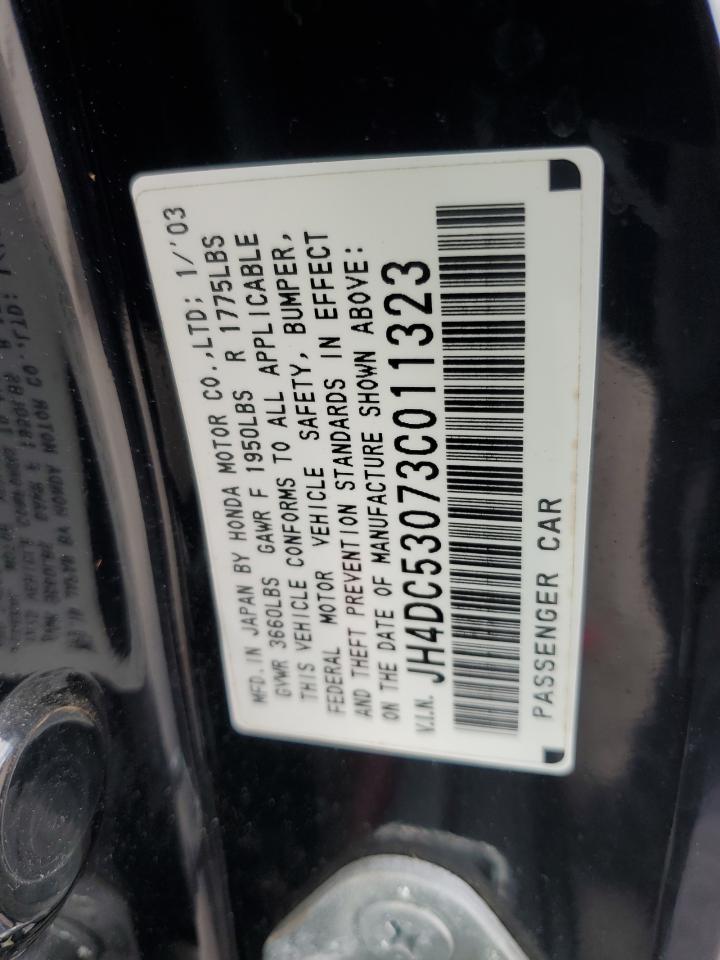 MFD. IN JAPAN BY HONDA MOTOR CO.,LTD: 1/'03
GVWR 3660LBS GAWR F 1950LBS R 1775LBS
THIS VEHICLE CONFORMS TO ALL APPLICABLE
FEDERAL MOTOR VEHICLE SAFETY, BUMPER,
AND THEFT PREVENTION STANDARDS IN EFFECT
ON THE DATE OF MANUFACTURE SHOWN ABOVE:
V.I.N. JH4DC53073C011323
PASSENGER CAR